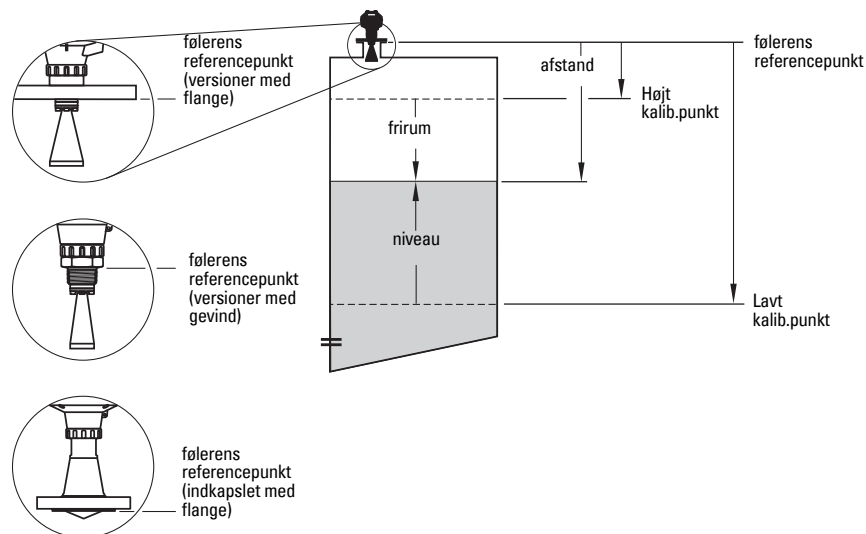 følerens
referencepunkt
(versioner med
flange)
afstand
følerens
referencepunkt
Højt
kalib.punkt
frirum
niveau
følerens
referencepunkt
(versioner med
gevind)
Lavt
kalib.punkt
følerens
referencepunkt
(indkapslet med
flange)